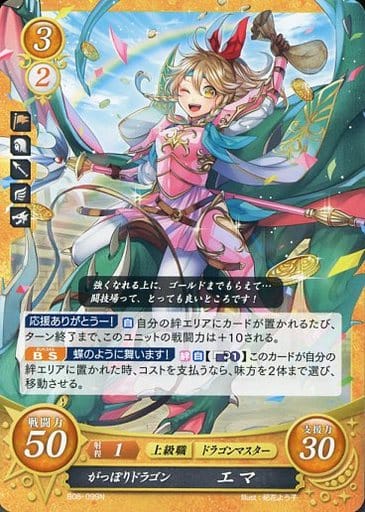 3
2
強くなれる上に、ゴールドまでもらえて…
闘技場って、とっても良いところです！
応援ありがとうー！ 自 自分の絆エリアにカードが置かれるたび、
ターン終了まで、このユニットの戦闘力は+10される。
BS 蝶のように舞います！ 絆 自 【1】このカードが自分の
絆エリアに置かれた時、コストを支払うなら、味方を2体まで選び、
移動させる。
戦闘力
50
射程 1
上級職 ドラゴンマスター
支援力
30
がっぽりドラゴン エマ
B08-099N